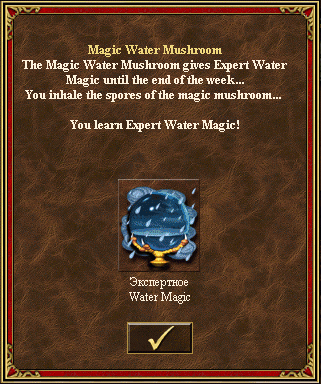 Magic Water Mushroom
The Magic Water Mushroom gives Expert Water
Magic until the end of the week...
You inhale the spores of the magic mushroom...
You learn Expert Water Magic!
Экспертное
Water Magic